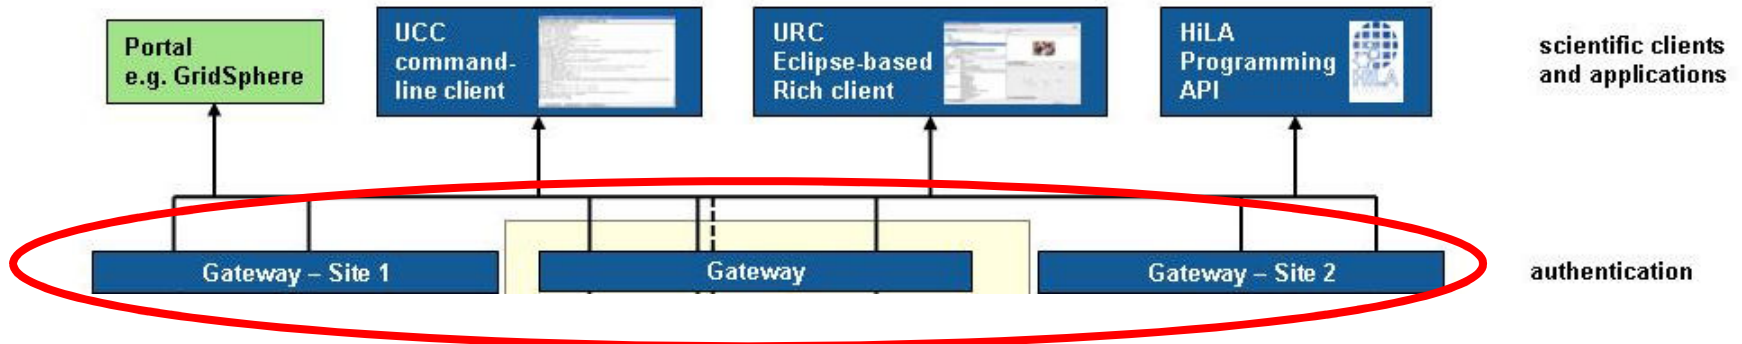 Portal
e.g. GridSphere
UCC
command-
line client
URC
Eclipse-based
Rich client
HiLA
Programming
API
HiLA
scientific clients
and applications
Gateway – Site 1
Gateway
Gateway – Site 2
authentication